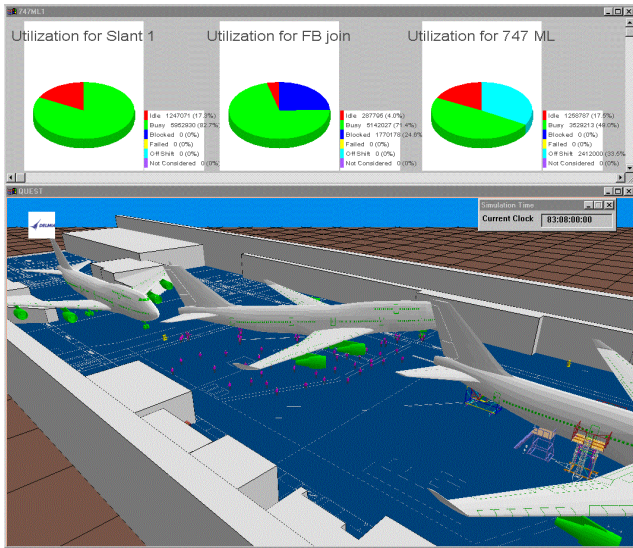 747ML1
Utilization for Slant 1
Utilization for FB join
Utilization for 747 ML
Idle 1247071 (17.3%)
Busy 5952930 (82.7%)
Blocked 0 (0%)
Failed 0 (0%)
Off Shift 0 (0%)
Not Considered 0 (0%)
Idle 287796 (4.0%)
Busy 5142027 (71.4%)
Blocked 1770178 (24.6%
Failed 0 (0%)
Off Shift 0 (0%)
Not Considered 0 (0%)
Idle 1258787 (17.5%)
Busy 3529213 (49.0%)
Blocked 0 (0%)
Failed 0 (0%)
Off Shift 2412000 (33.5%
Not Considered 0 (0%)
QUEST
Simulation Time
Current Clock 83:08:00:00
DELMIA